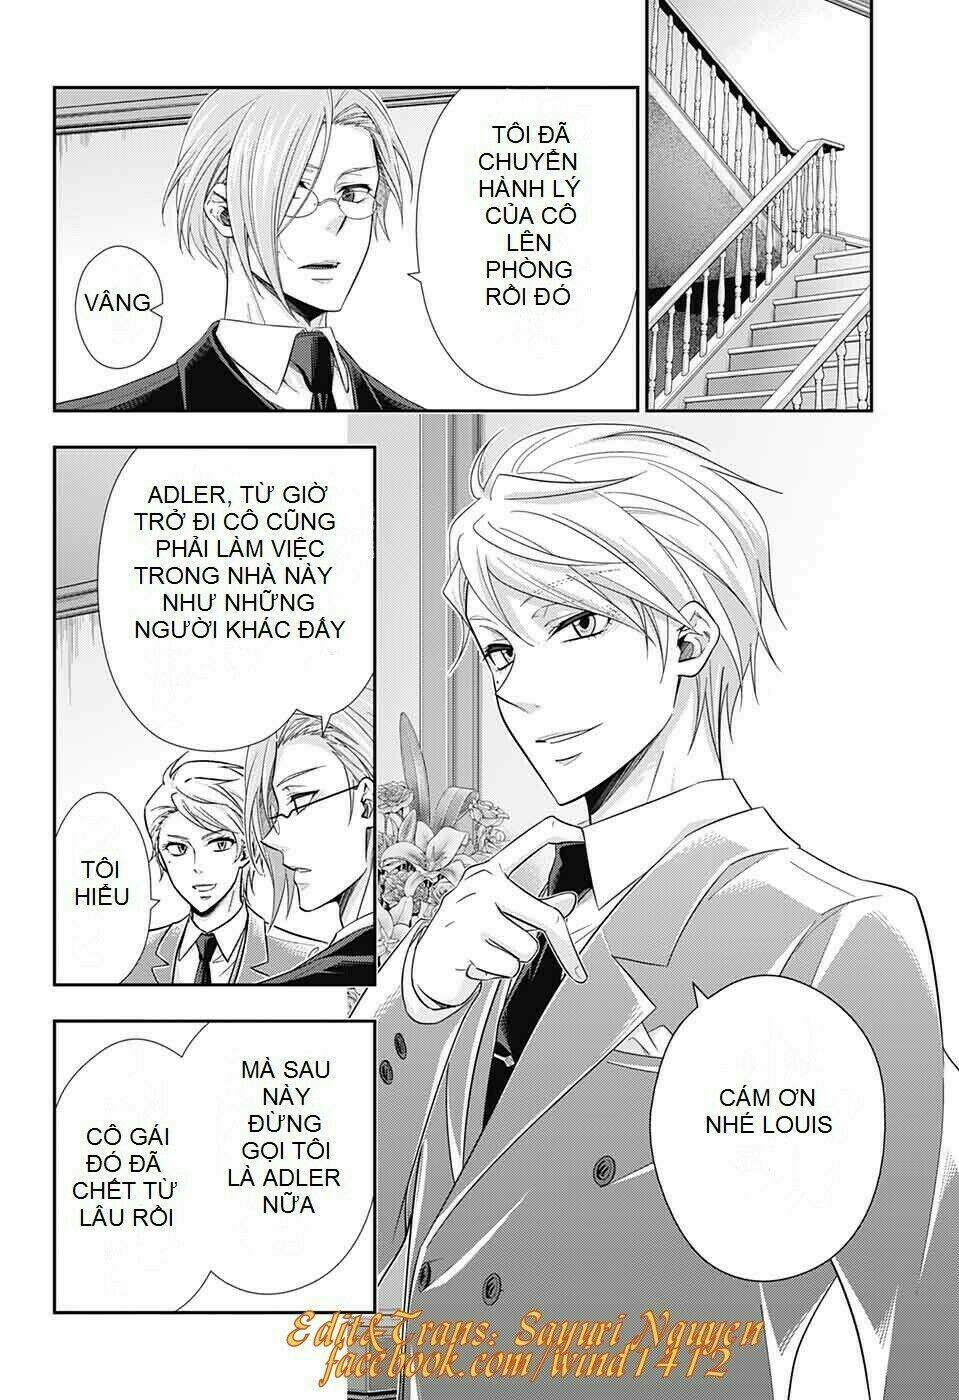 TÔI ĐÃ
CHUYỂN
HÀNH LÝ
CỦA CÔ
LÊN
PHÒNG
RỒI ĐÓ
VÂNG
CÁM ƠN
NHÉ LOUIS
ADLER, TỪ GIỜ
TRỞ ĐI CÔ CŨNG
PHẢI LÀM VIỆC
TRONG NHÀ NÀY
NHƯ NHỮNG
NGƯỜI KHÁC ĐẤY
TÔI
HIỂU
MÀ SAU
NÀY
ĐỪNG
GỌI TÔI
LÀ ADLER
NỮA
CÔ GÁI
ĐÓ ĐÃ
CHẾT TỪ
LÂU RỒI
Edit&Trans: Sayuri Nguyen
facebook.com/wind1412